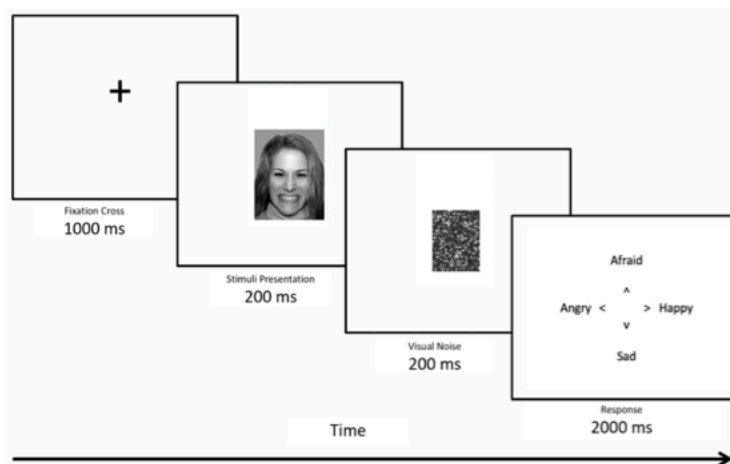 +
Fixation Cross
1000 ms
Stimuli Presentation
200 ms
Visual Noise
200 ms
Afraid
^
Angry < > Happy
v
Sad
Response
2000 ms
Time